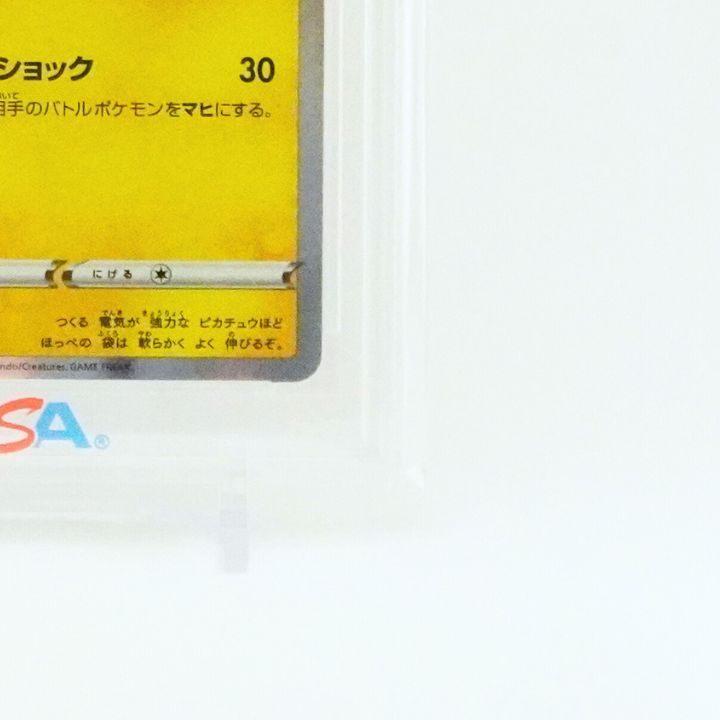 ショック 30
相手のバトルポケモンをマヒにする。
にげる
つくる 電気が 強力な ピカチュウほど
ほっぺの 袋は 軟らかく よく 伸びるぞ。
ndo/Creatures. GAME FREAK.
SA®